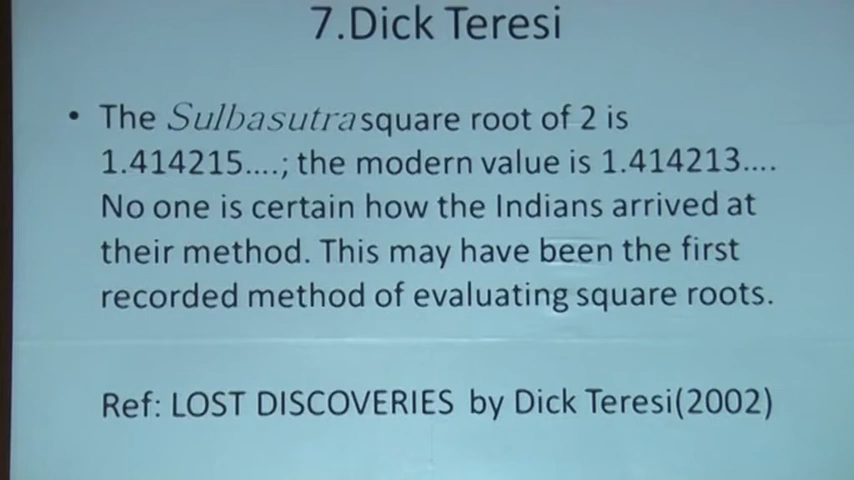 7.Dick Teresi
• The Sulbasutra square root of 2 is
1.414215....; the modern value is 1.414213....
No one is certain how the Indians arrived at
their method. This may have been the first
recorded method of evaluating square roots.
Ref: LOST DISCOVERIES by Dick Teresi(2002)